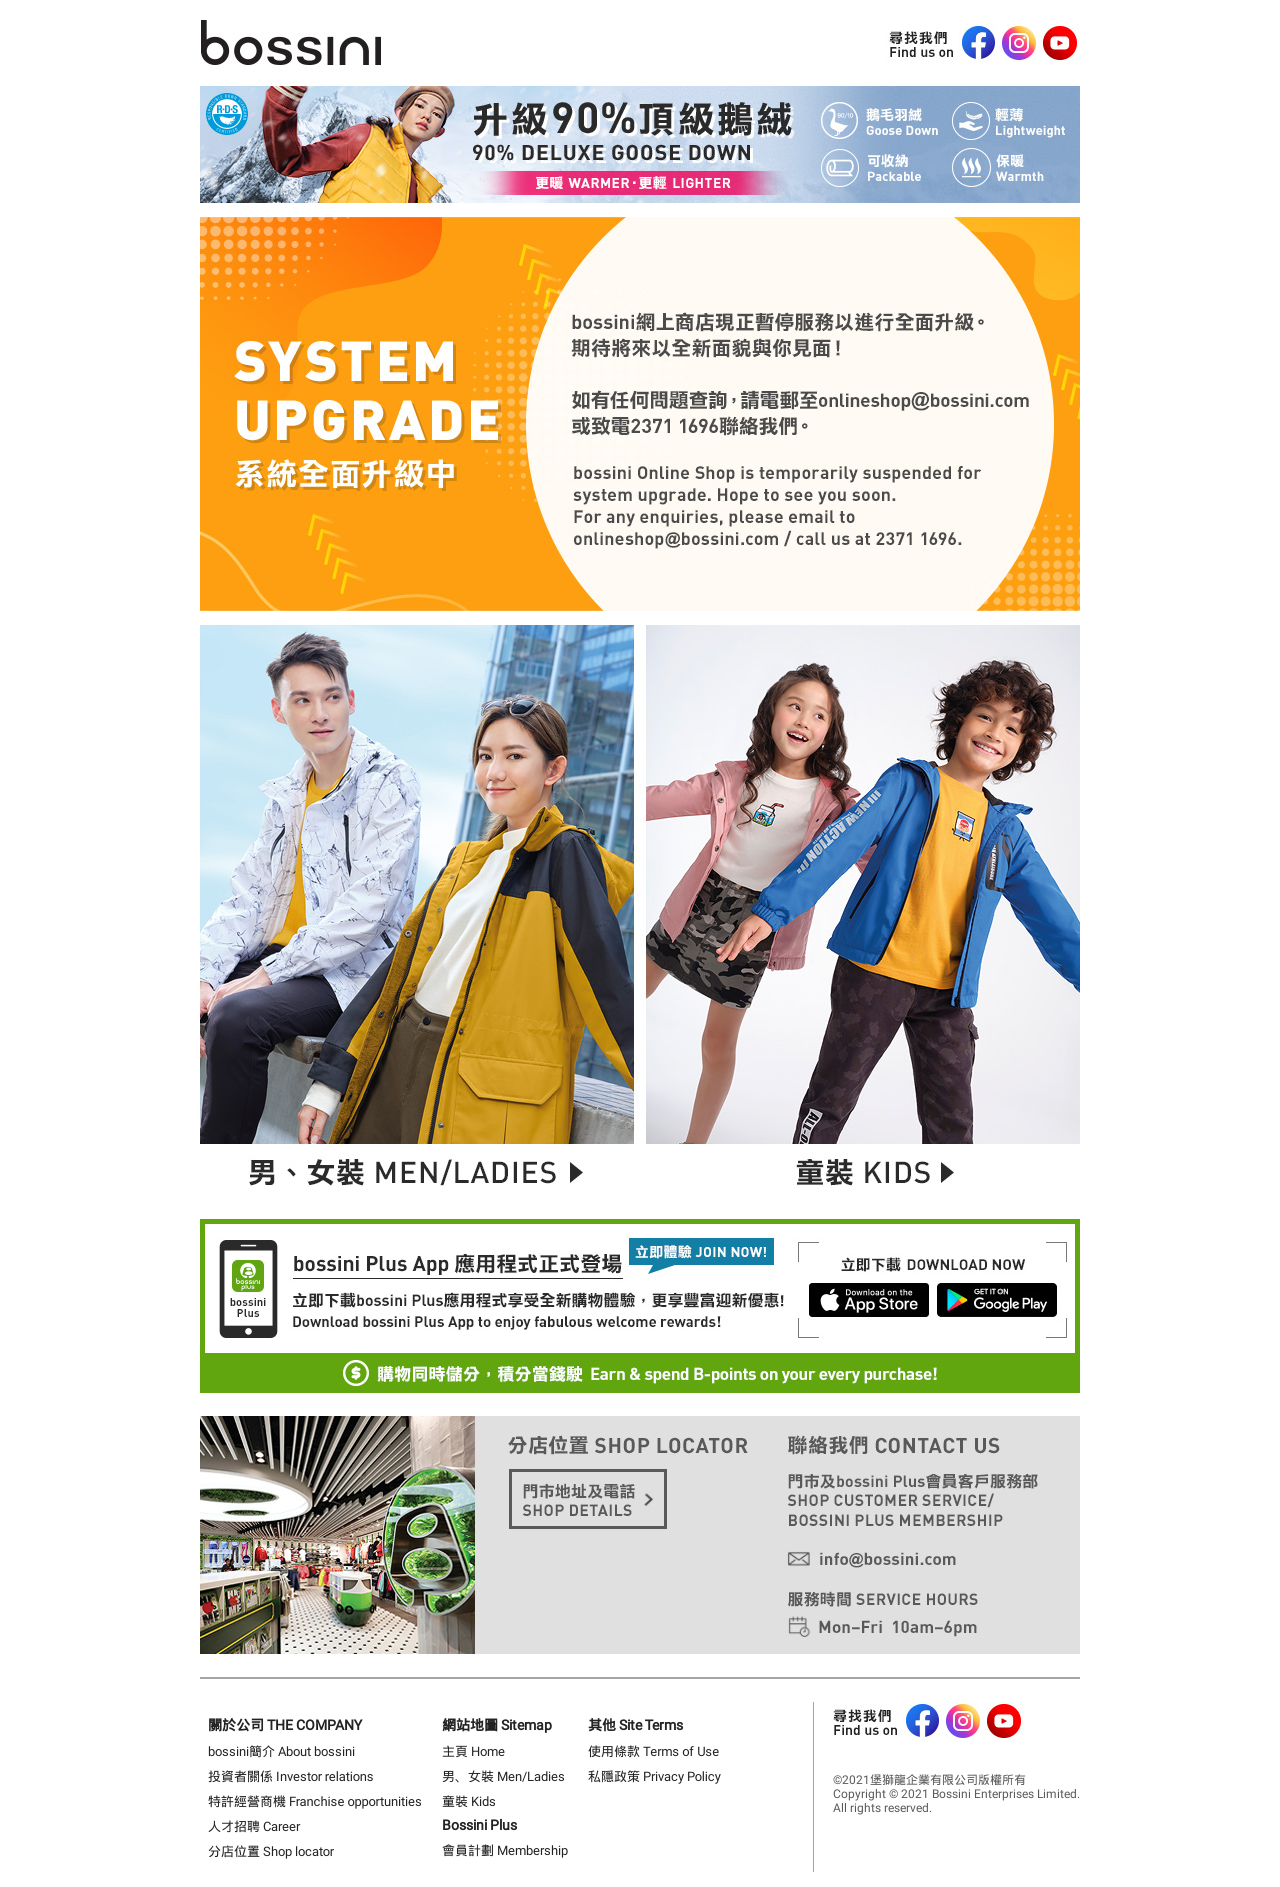 bossini
尋找我們
Find us on
R·D·S
升級90%頂級鵝絨
90% DELUXE GOOSE DOWN
更暖 WARMER·更輕 LIGHTER
90/10
鵝毛羽絨
Goose Down
輕薄
Lightweight
可收納
Packable
保暖
Warmth
SYSTEM
UPGRADE
系統全面升級中
bossini網上商店現正暫停服務以進行全面升級。
期待將來以全新面貌與你見面！
如有任何問題查詢，請電郵至onlineshop@bossini.com
或致電2371 1696聯絡我們。
bossini Online Shop is temporarily suspended for
system upgrade. Hope to see you soon.
For any enquiries, please email to
onlineshop@bossini.com / call us at 2371 1696.
NEW ACTION
男、女裝 MEN/LADIES
童裝 KIDS
bossini
plus
bossini
Plus
bossini Plus App 應用程式正式登場
立即體驗 JOIN NOW!
立即下載bossini Plus應用程式享受全新購物體驗，更享豐富迎新優惠!
Download bossini Plus App to enjoy fabulous welcome rewards!
立即下載 DOWNLOAD NOW
Download on the
App Store
GET IT ON
Google Play
$ 購物同時儲分，積分當錢駛 Earn & spend B-points on your every purchase!
分店位置 SHOP LOCATOR
門市地址及電話
SHOP DETAILS
聯絡我們 CONTACT US
門市及bossini Plus會員客戶服務部
SHOP CUSTOMER SERVICE/
BOSSINI PLUS MEMBERSHIP
info@bossini.com
服務時間 SERVICE HOURS
Mon–Fri 10am–6pm
關於公司 THE COMPANY
bossini簡介 About bossini
投資者關係 Investor relations
特許經營商機 Franchise opportunities
人才招聘 Career
分店位置 Shop locator
網站地圖 Sitemap
主頁 Home
男、女裝 Men/Ladies
童裝 Kids
Bossini Plus
會員計劃 Membership
其他 Site Terms
使用條款 Terms of Use
私隱政策 Privacy Policy
尋找我們
Find us on
©2021堡獅龍企業有限公司版權所有
Copyright © 2021 Bossini Enterprises Limited.
All rights reserved.